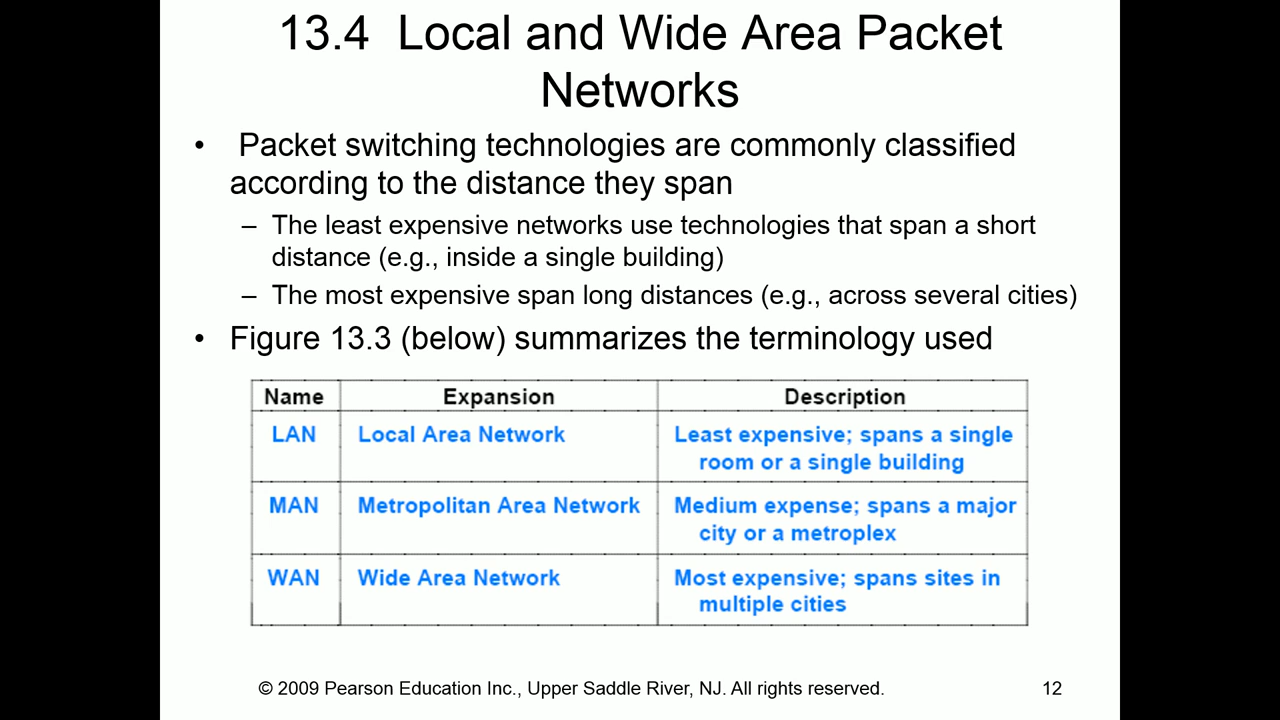 13.4 Local and Wide Area Packet
Networks
• Packet switching technologies are commonly classified
according to the distance they span
– The least expensive networks use technologies that span a short
distance (e.g., inside a single building)
– The most expensive span long distances (e.g., across several cities)
• Figure 13.3 (below) summarizes the terminology used
Name Expansion Description
LAN Local Area Network Least expensive; spans a single
room or a single building
MAN Metropolitan Area Network Medium expense; spans a major
city or a metroplex
WAN Wide Area Network Most expensive; spans sites in
multiple cities
© 2009 Pearson Education Inc., Upper Saddle River, NJ. All rights reserved. 12